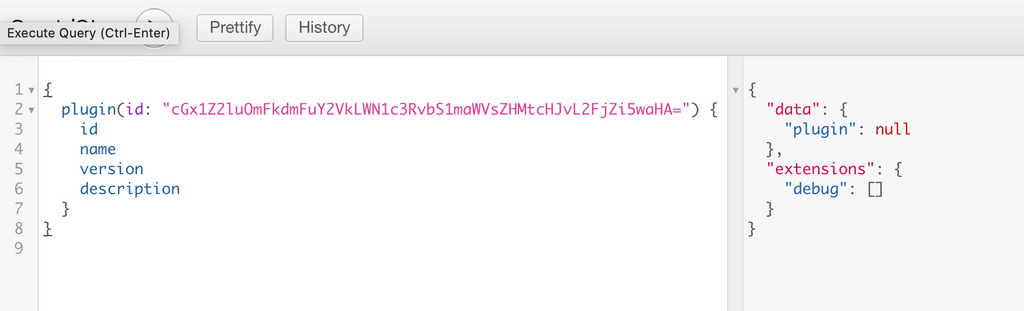 Execute Query (Ctrl-Enter)
Prettify
History
1 {
2 plugin(id: "cGx1Z2luOmFkdmFuY2VkLWN1c3RvbS1maWVsZHMtcHJvL2FjZi5waHA=") {
3 id
4 name
5 version
6 description
7 }
8 }
9
{
"data": {
"plugin": null
},
"extensions": {
"debug": []
}
}